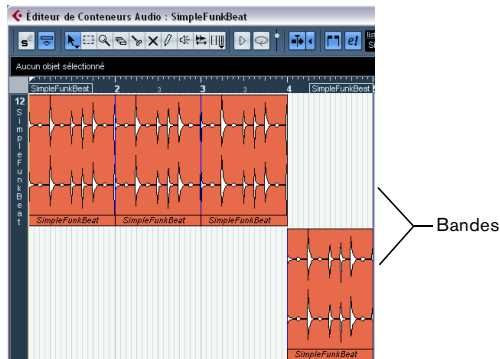 Éditeur de Conteneurs Audio : SimpleFunkBeat
Aucun objet sélectionné
SimpleFunkBeat 2 3 3 3 4 SimpleFunkBeat
12
SimpleFunkBeat
SimpleFunkBeat SimpleFunkBeat SimpleFunkBeat
Bandes
SimpleFunkBeat